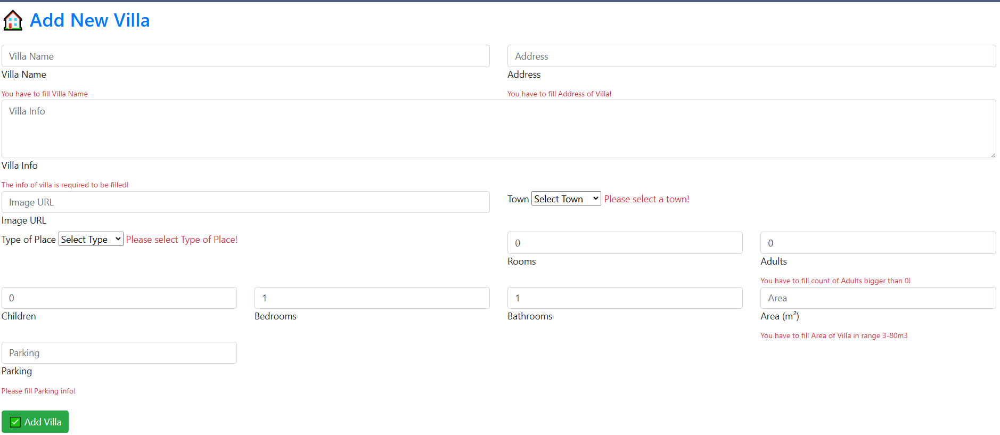 Add New Villa
Villa Name
Address
Villa Name
Address
You have to fill Villa Name
You have to fill Address of Villa!
Villa Info
Villa Info
The info of villa is required to be filled!
Image URL
Town Select Town Please select a town!
Image URL
Type of Place Select Type Please select Type of Place!
0
0
Rooms
Adults
You have to fill count of Adults bigger than 0!
0
1
1
Area
Children
Bedrooms
Bathrooms
Area (m²)
You have to fill Area of Villa in range 3-80m3
Parking
Parking
Please fill Parking info!
Add Villa